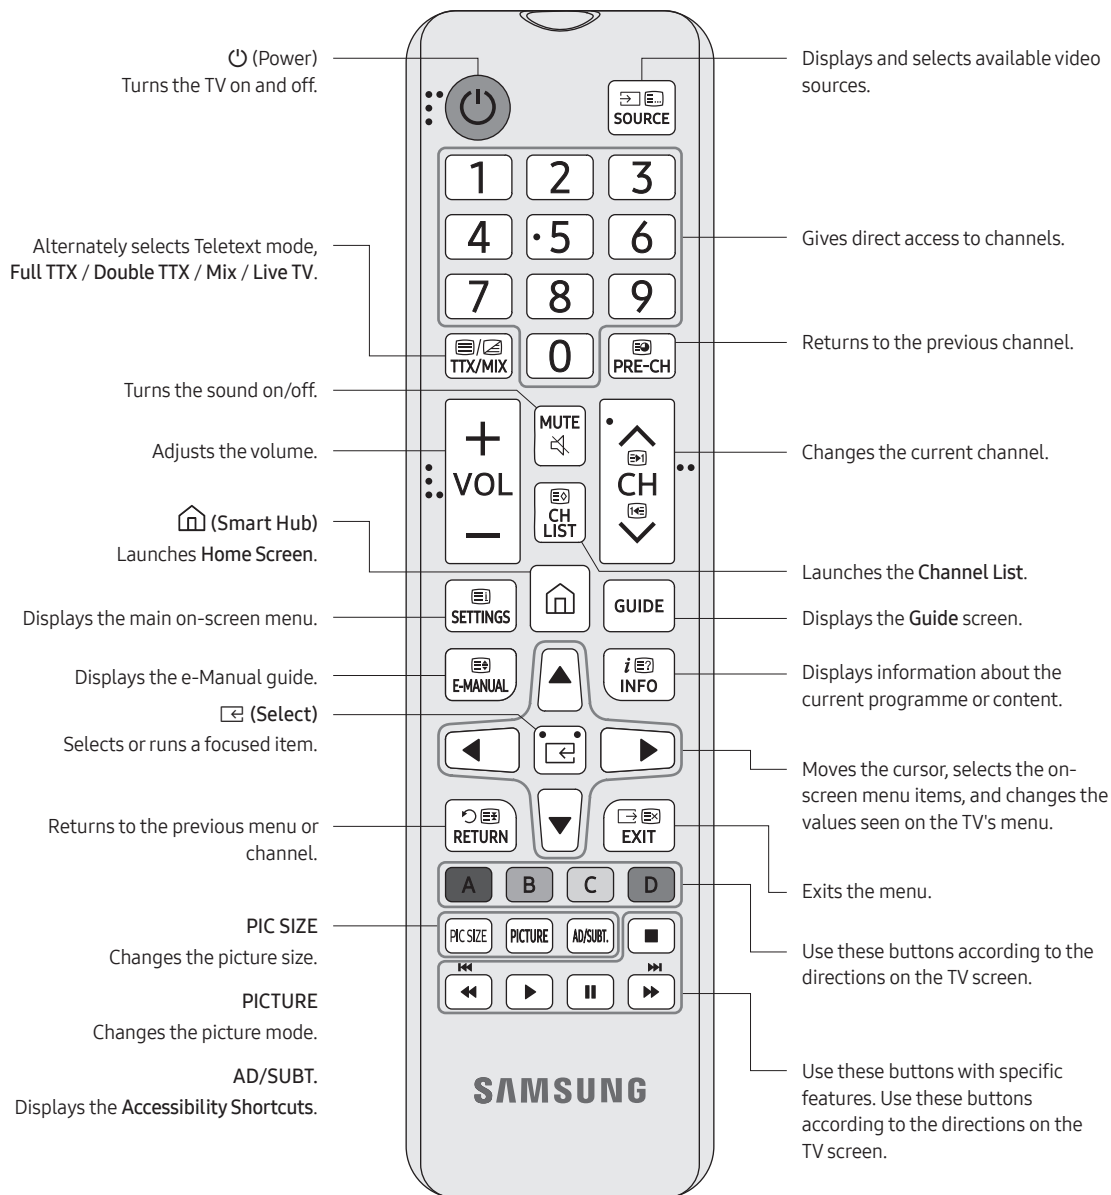 ⏻ (Power)
Turns the TV on and off.
Alternately selects Teletext mode,
Full TTX / Double TTX / Mix / Live TV.
Turns the sound on/off.
Adjusts the volume.
(Smart Hub)
Launches Home Screen.
Displays the main on-screen menu.
Displays the e-Manual guide.
(Select)
Selects or runs a focused item.
Returns to the previous menu or
channel.
PIC SIZE
Changes the picture size.
PICTURE
Changes the picture mode.
AD/SUBT.
Displays the Accessibility Shortcuts.
SOURCE
1 2 3
4 5 6
7 8 9
TTX/MIX 0 PRE-CH
MUTE
VOL
CH
LIST
CH
SETTINGS
GUIDE
E-MANUAL
i ?
INFO
RETURN
EXIT
A B C D
PIC SIZE PICTURE AD/SUBT.
SAMSUNG
Displays and selects available video
sources.
Gives direct access to channels.
Returns to the previous channel.
Changes the current channel.
Launches the Channel List.
Displays the Guide screen.
Displays information about the
current programme or content.
Moves the cursor, selects the on-
screen menu items, and changes the
values seen on the TV's menu.
Exits the menu.
Use these buttons according to the
directions on the TV screen.
Use these buttons with specific
features. Use these buttons
according to the directions on the
TV screen.